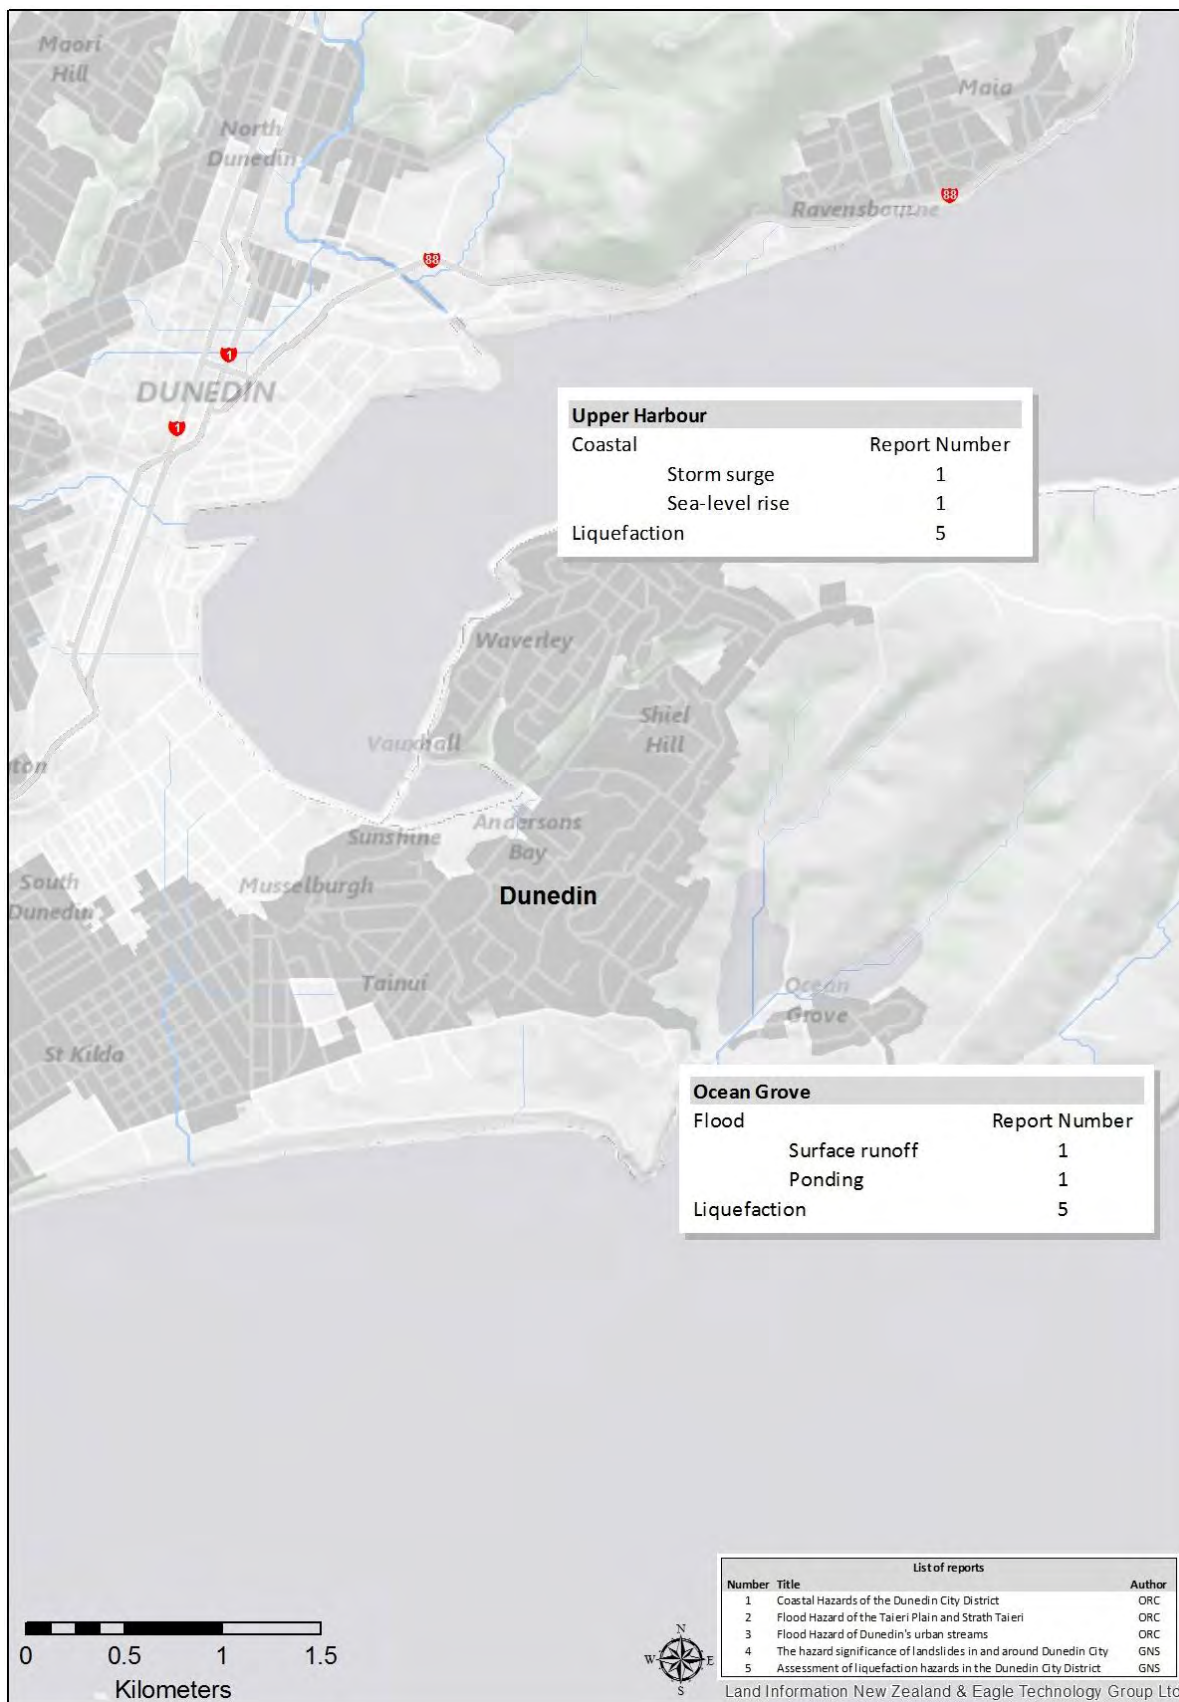 Maori
Hill
North
Dunedin
Maia
Ravensbourne
88
88
1
DUNEDIN
1
Upper Harbour
Coastal Report Number
Storm surge 1
Sea-level rise 1
Liquefaction 5
Waverley
Shiel
Hill
Vauxhall
ton
Sunshine
Andersons
Bay
South
Dunedin
Musselburgh
Dunedin
Tainui
Ocean
Grove
St Kilda
Ocean Grove
Flood Report Number
Surface runoff 1
Ponding 1
Liquefaction 5
List of reports
Number Title Author
1 Coastal Hazards of the Dunedin City District ORC
2 Flood Hazard of the Taieri Plain and Strath Taieri ORC
3 Flood Hazard of Dunedin's urban streams ORC
4 The hazard significance of landslides in and around Dunedin City GNS
5 Assessment of liquefaction hazards in the Dunedin City District GNS
N
W E
S
0 0.5 1 1.5
Kilometers
Land Information New Zealand & Eagle Technology Group Ltd